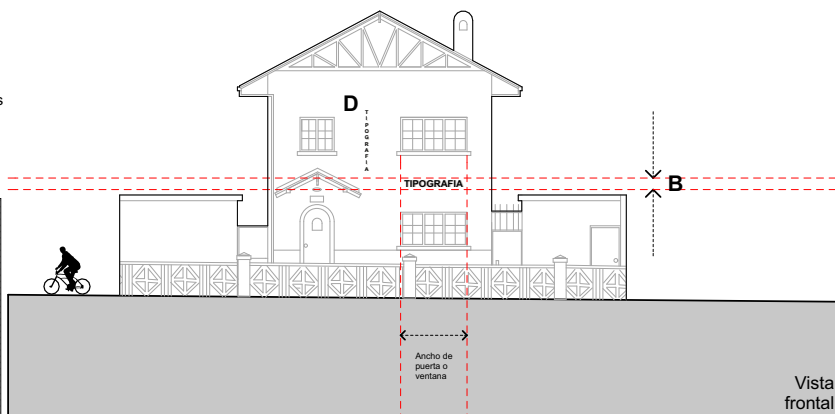 s
D
TIPOGRAFIA
TIPOGRAFIA
B
Ancho de
puerta o
ventana
Vista
frontal